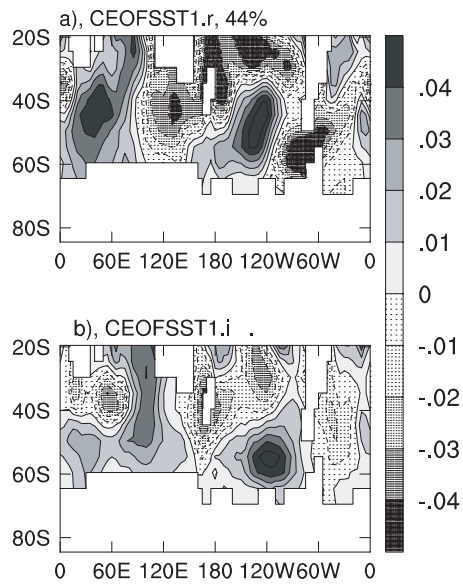 a), CEOFSST1.r, 44%
20S
40S
60S
80S
0 60E 120E 180 120W 60W 0
b), CEOFSST1.i .
20S
40S
60S
80S
0 60E 120E 180 120W 60W 0
.04
.03
.02
.01
0
-.01
-.02
-.03
-.04